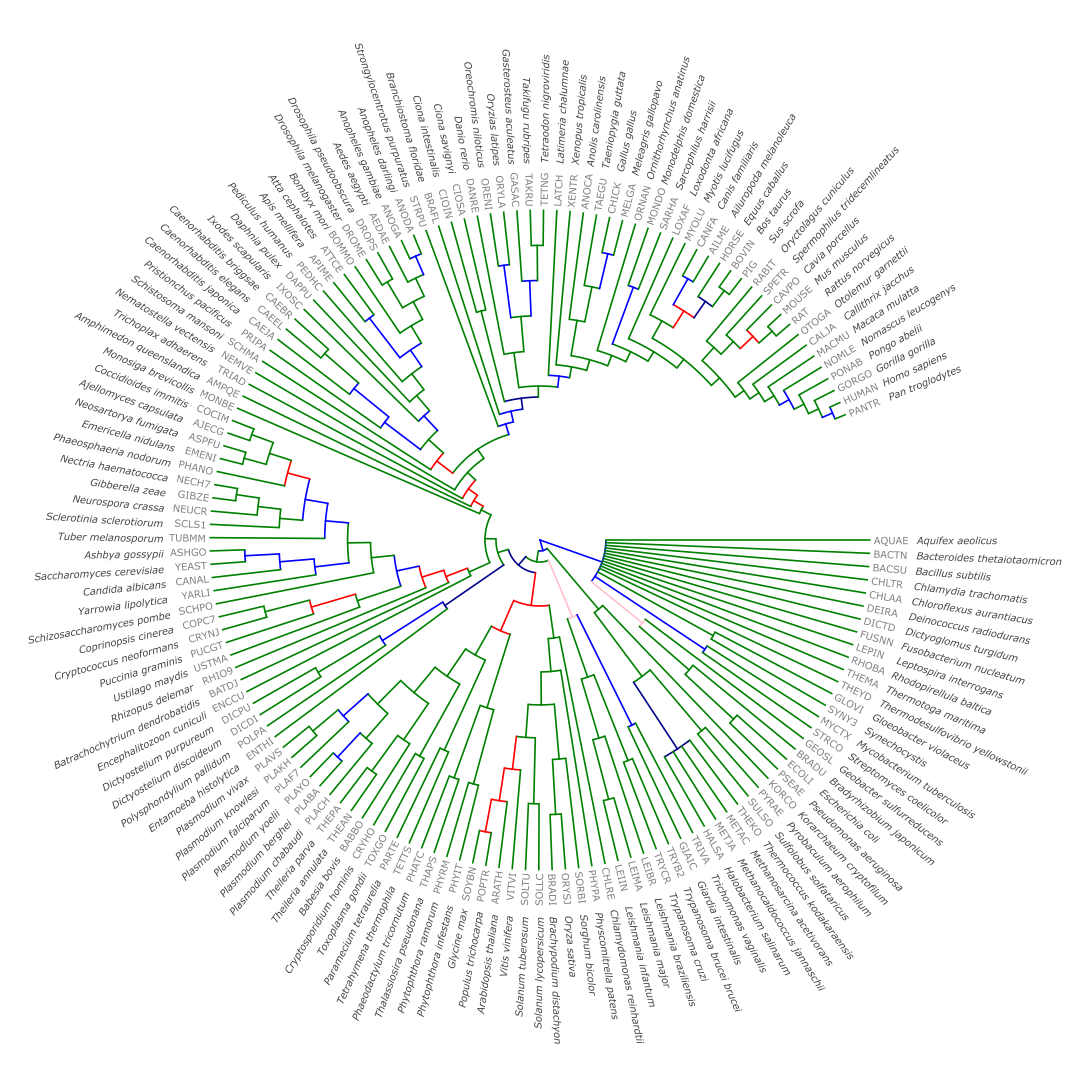 AQUAE Aquifex aeolicus
BACTN Bacteroides thetaiotaomicron
BACSU Bacillus subtilis
CHLTR Chlamydia trachomatis
CHLAA Chloroflexus aurantiacus
DEIRA Deinococcus radiodurans
DICTD Dictyoglomus turgidum
FUSNN Fusobacterium nucleatum
LEPIN Leptospira interrogans
RHOBA Rhodopirellula baltica
THEMA Thermotoga maritima
THEYD Thermodesulfovibrio yellowstonii
GLOVI Gloeobacter violaceus
SYNY3 Synechocystis
MYCTX Mycobacterium tuberculosis
STRCO Streptomyces coelicolor
GEOSL Geobacter sulfurreducens
BRADU Bradyrhizobium japonicum
ECOLI Escherichia coli
PSEAE Pseudomonas aeruginosa
KORCO Korarchaeum cryptofilum
PYRAE Pyrobaculum aerophilum
SULSO Sulfolobus solfataricus
THEKO Thermococcus kodakaraensis
METAC Methanosarcina acetivorans
METJA Methanocaldococcus jannaschii
HALSA Halobacterium salinarum
TRIVA Trichomonas vaginalis
GIAIC Giardia intestinalis
TRYB2 Trypanosoma brucei brucei
TRYCR Trypanosoma cruzi
LEIBR Leishmania braziliensis
LEIMA Leishmania major
LEIIN Leishmania infantum
CHLRE Chlamydomonas reinhardtii
PHYPA Physcomitrella patens
SORBI Sorghum bicolor
ORYSJ Oryza sativa
BRADI Brachypodium distachyon
SOLLC Solanum lycopersicum
SOLTU Solanum tuberosum
VITVI Vitis vinifera
ARATH Arabidopsis thaliana
POPTR Populus trichocarpa
SOYBN Glycine max
PHYIT Phytophthora infestans
PHYRM Phytophthora ramorum
THAPS Thalassiosira pseudonana
PHATC Phaeodactylum tricornutum
TETTS Tetrahymena thermophila
PARTE Paramecium tetraurelia
TOXGO Toxoplasma gondii
CRYHO Cryptosporidium hominis
BABBO Babesia bovis
THEAN Theileria annulata
THEPA Theileria parva
PLACH Plasmodium chabaudi
PLABA Plasmodium berghei
PLAYO Plasmodium yoelii
PLAF7 Plasmodium falciparum
PLAKH Plasmodium knowlesi
PLAVS Plasmodium vivax
ENTHI Entamoeba histolytica
POLPA Polysphondylium pallidum
DICDI Dictyostelium discoideum
DICPU Dictyostelium purpureum
ENCCU Encephalitozoon cuniculi
BATDJ Batrachochytrium dendrobatidis
RHIO9 Rhizopus delemar
USTMA Ustilago maydis
PUCGT Puccinia graminis
CRYNJ Cryptococcus neoformans
COPC7 Coprinopsis cinerea
SCHPO Schizosaccharomyces pombe
YARLI Yarrowia lipolytica
CANAL Candida albicans
YEAST Saccharomyces cerevisiae
ASHGO Ashbya gossypii
TUBMM Tuber melanosporum
SCLS1 Sclerotinia sclerotiorum
NEUCR Neurospora crassa
GIBZE Gibberella zeae
NECH7 Nectria haematococca
PHANO Phaeosphaeria nodorum
EMENI Emericella nidulans
ASPFU Neosartorya fumigata
AJECG Ajellomyces capsulata
COCIM Coccidioides immitis
MONBE Monosiga brevicollis
AMPQE Amphimedon queenslandica
TRIAD Trichoplax adhaerens
NEMVE Nematostella vectensis
SCHMA Schistosoma mansoni
PRIPA Pristionchus pacificus
CAEJA Caenorhabditis japonica
CAEEL Caenorhabditis elegans
CAEBR Caenorhabditis briggsae
IXOSC Ixodes scapularis
DAPPU Daphnia pulex
PEDHC Pediculus humanus
APIME Apis mellifera
ATTCE Atta cephalotes
BOMMO Bombyx mori
DROME Drosophila melanogaster
DROPS Drosophila pseudoobscura
AEDAE Aedes aegypti
ANOGA Anopheles gambiae
ANODA Anopheles darlingi
STRPU Strongylocentrotus purpuratus
BRAFL Branchiostoma floridae
CIOIN Ciona intestinalis
CIOSA Ciona savignyi
DANRE Danio rerio
ORENI Oreochromis niloticus
ORYLA Oryzias latipes
GASAC Gasterosteus aculeatus
TAKRU Takifugu rubripes
TETNG Tetraodon nigroviridis
LATCH Latimeria chalumnae
XENTR Xenopus tropicalis
ANOCA Anolis carolinensis
TAEGU Taeniopygia guttata
CHICK Gallus gallus
MELGA Meleagris gallopavo
ORNAN Ornithorhynchus anatinus
MONDO Monodelphis domestica
SARHA Sarcophilus harrisii
LOXAF Loxodonta africana
MYOLU Myotis lucifugus
CANFA Canis familiaris
AILME Ailuropoda melanoleuca
HORSE Equus caballus
BOVIN Bos taurus
PIG Sus scrofa
RABIT Oryctolagus cuniculus
SPETR Spermophilus tridecemlineatus
CAVPO Cavia porcellus
MOUSE Mus musculus
RAT Rattus norvegicus
OTOGA Otolemur garnettii
CALJA Callithrix jacchus
MACMU Macaca mulatta
NOMLE Nomascus leucogenys
PONAB Pongo abelii
GORGO Gorilla gorilla
HUMAN Homo sapiens
PANTR Pan troglodytes